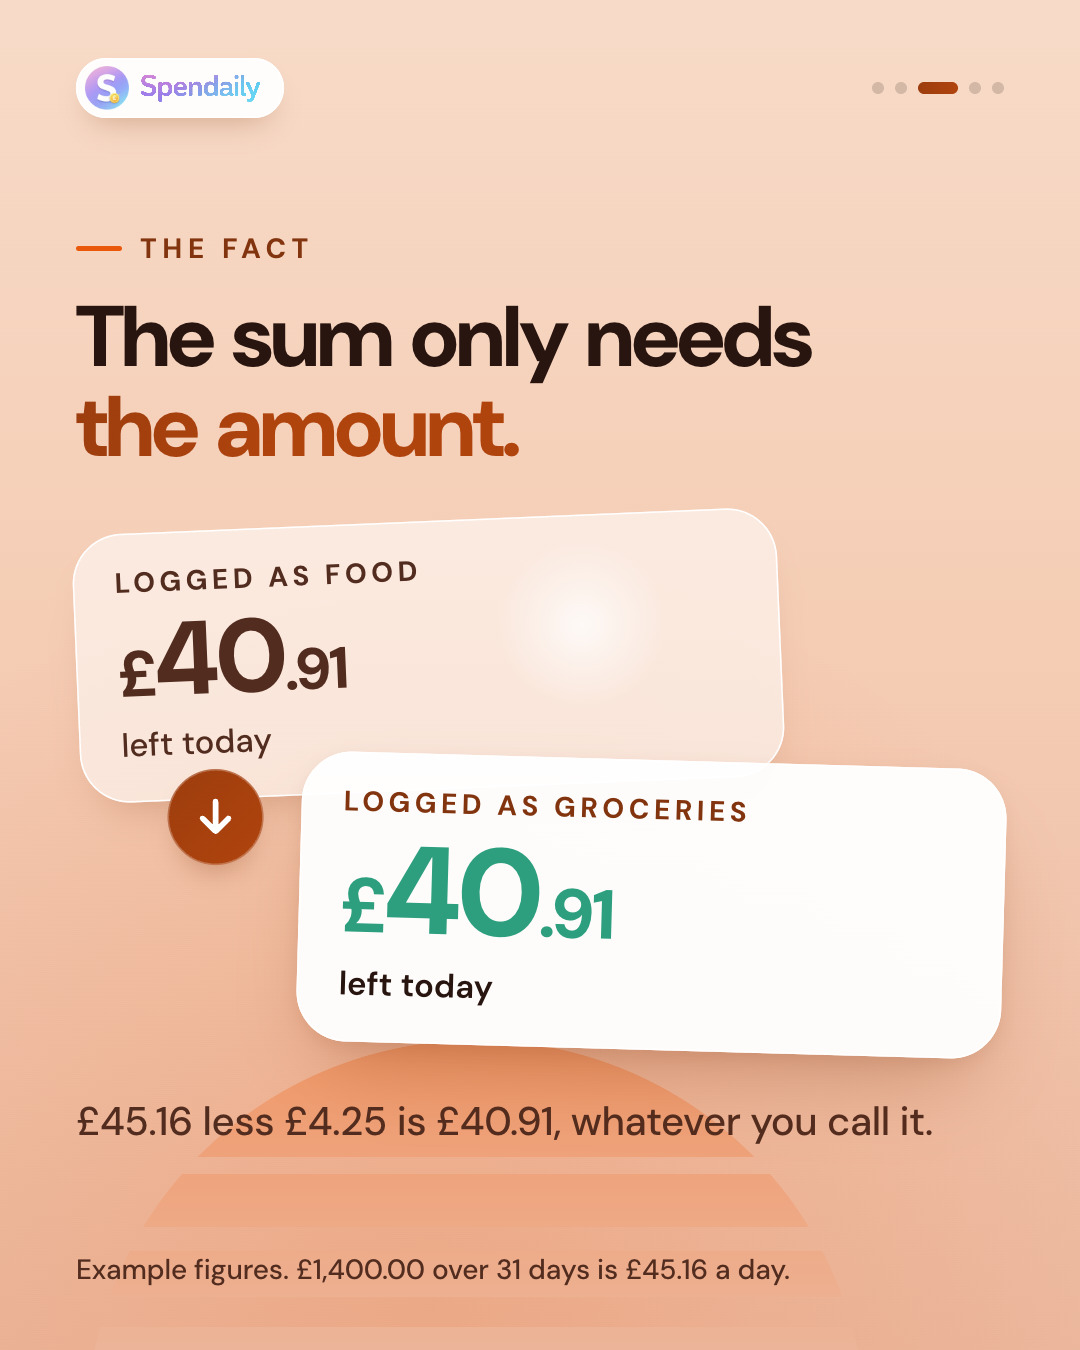 Spendaily
THE FACT
The sum only needs
the amount.
LOGGED AS FOOD
£40.91
left today
LOGGED AS GROCERIES
£40.91
left today
£45.16 less £4.25 is £40.91, whatever you call it.
Example figures. £1,400.00 over 31 days is £45.16 a day.